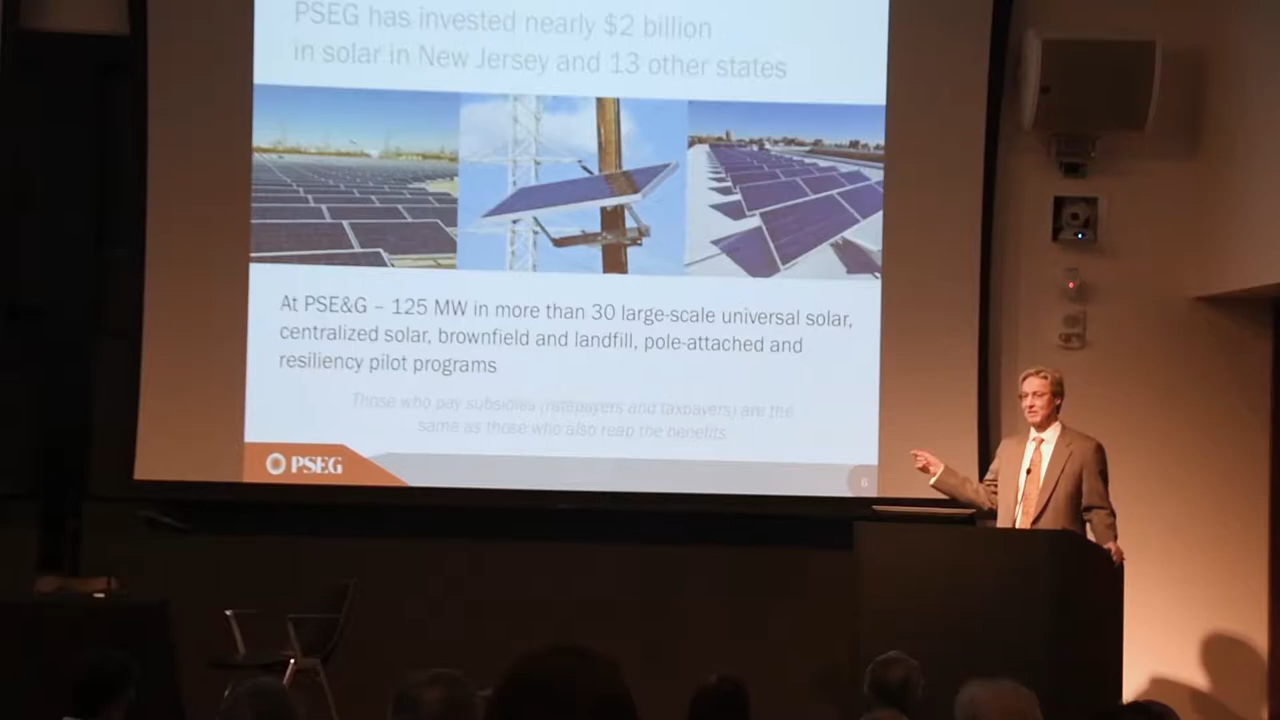 PSEG has invested nearly $2 billion
in solar in New Jersey and 13 other states
At PSE&G – 125 MW in more than 30 large-scale universal solar,
centralized solar, brownfield and landfill, pole-attached and
resiliency pilot programs
Those who pay subsidies (ratepayers and taxpayers) are the
same as those who also reap the benefits
PSEG
6